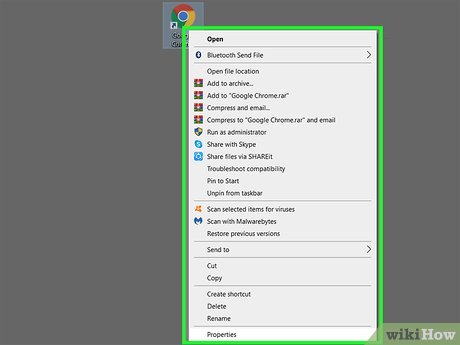 Open
Bluetooth Send File
Open file location
Add to archive...
Add to "Google Chrome.rar"
Compress and email...
Compress to "Google Chrome.rar" and email
Run as administrator
Share with Skype
Share files via SHAREit
Troubleshoot compatibility
Pin to Start
Unpin from taskbar
Scan selected items for viruses
Scan with Malwarebytes
Restore previous versions
Send to
Cut
Copy
Create shortcut
Delete
Rename
Properties
wikiHow